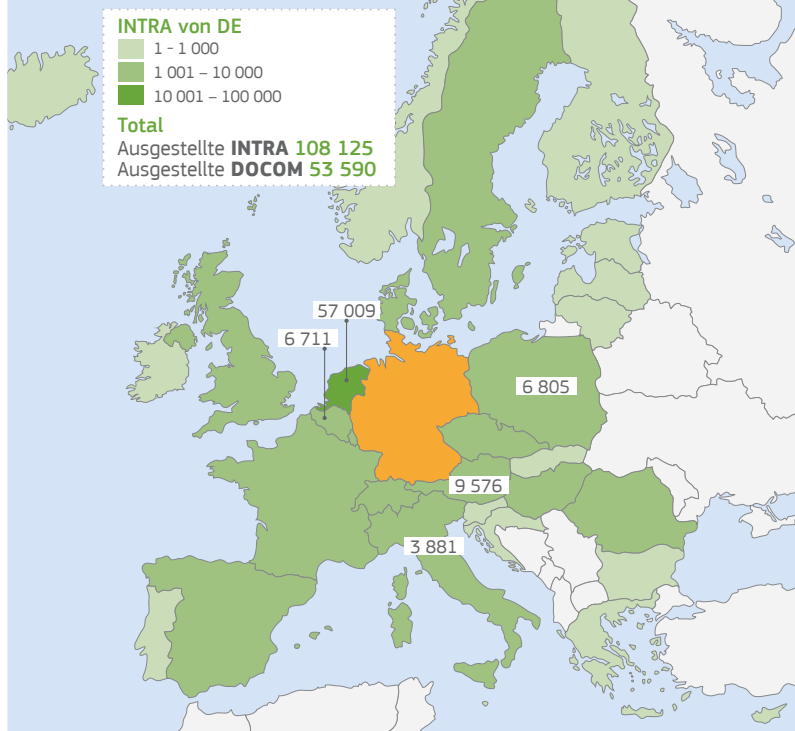 INTRA von DE
1 - 1 000
1 001 – 10 000
10 001 – 100 000
Total
Ausgestellte INTRA 108 125
Ausgestellte DOCOM 53 590
57 009
6 711
6 805
9 576
3 881